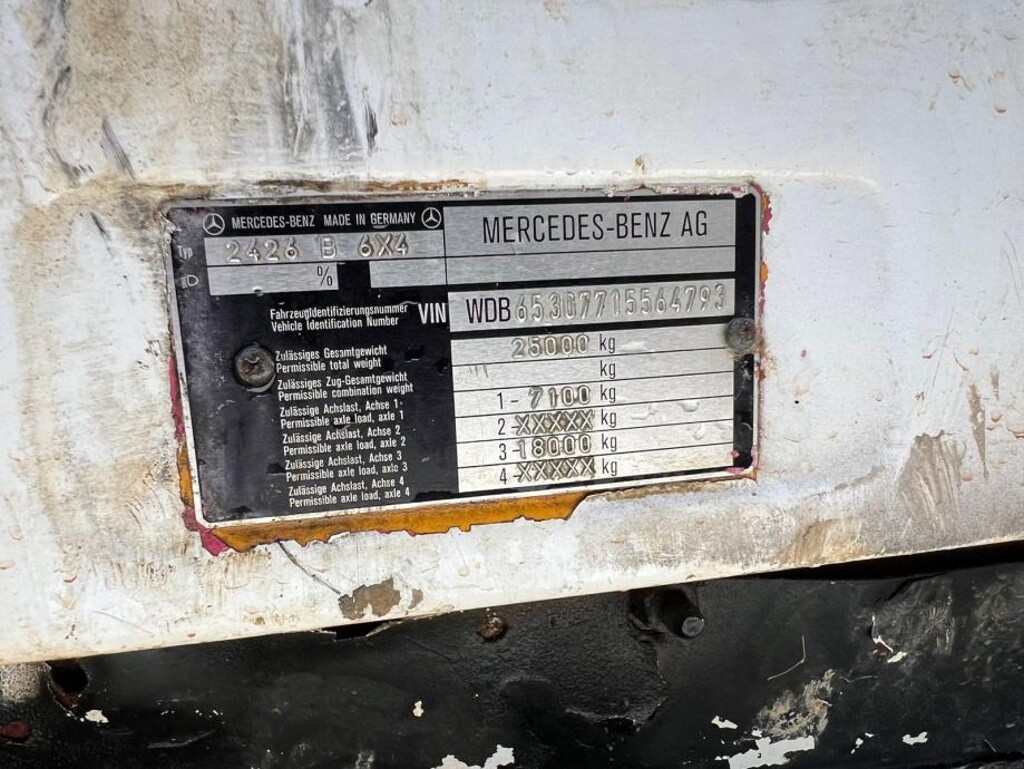 MERCEDES-BENZ MADE IN GERMANY
MERCEDES-BENZ AG
Typ 2426 B 6X4
%
Fahrzeugidentifizierungsnummer
Vehicle Identification Number
VIN WDB 65307715564793
Zulässiges Gesamtgewicht
Permissible total weight
25000 kg
Zulässiges Zug-Gesamtgewicht
Permissible combination weight
kg
Zulässige Achslast, Achse 1
Permissible axle load, axle 1
1-7100 kg
Zulässige Achslast, Achse 2
Permissible axle load, axle 2
2-XXXXX kg
Zulässige Achslast, Achse 3
Permissible axle load, axle 3
3-18000 kg
Zulässige Achslast, Achse 4
Permissible axle load, axle 4
4-XXXXX kg